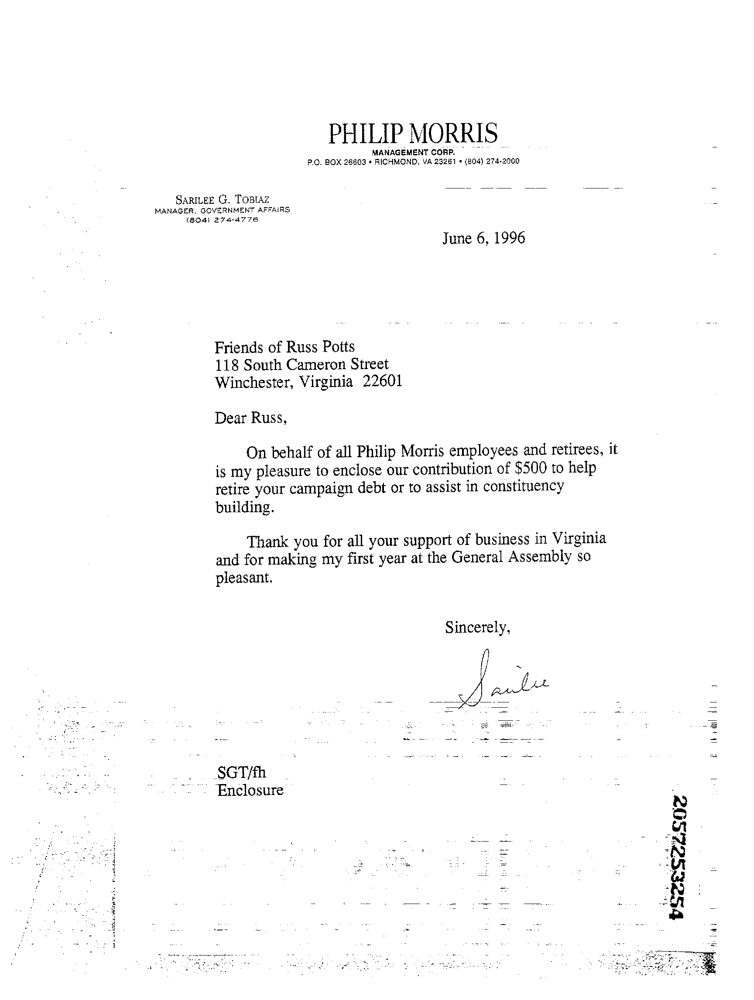 PHILIP MORRIS
MANAGEMENT CORP.
P.O. BOX 26603 • RICHMOND, VA 23261 • (804) 274-2000
SARILEE G. TOBIAZ
MANAGER, GOVERNMENT AFFAIRS
(804) 274-4776
June 6, 1996
Friends of Russ Potts
118 South Cameron Street
Winchester, Virginia 22601
Dear Russ,
On behalf of all Philip Morris employees and retirees, it
is my pleasure to enclose our contribution of $500 to help
retire your campaign debt or to assist in constituency
building.
Thank you for all your support of business in Virginia
and for making my first year at the General Assembly so
pleasant.
Sincerely,
Sarilee
SGT/fh
Enclosure
2057253254